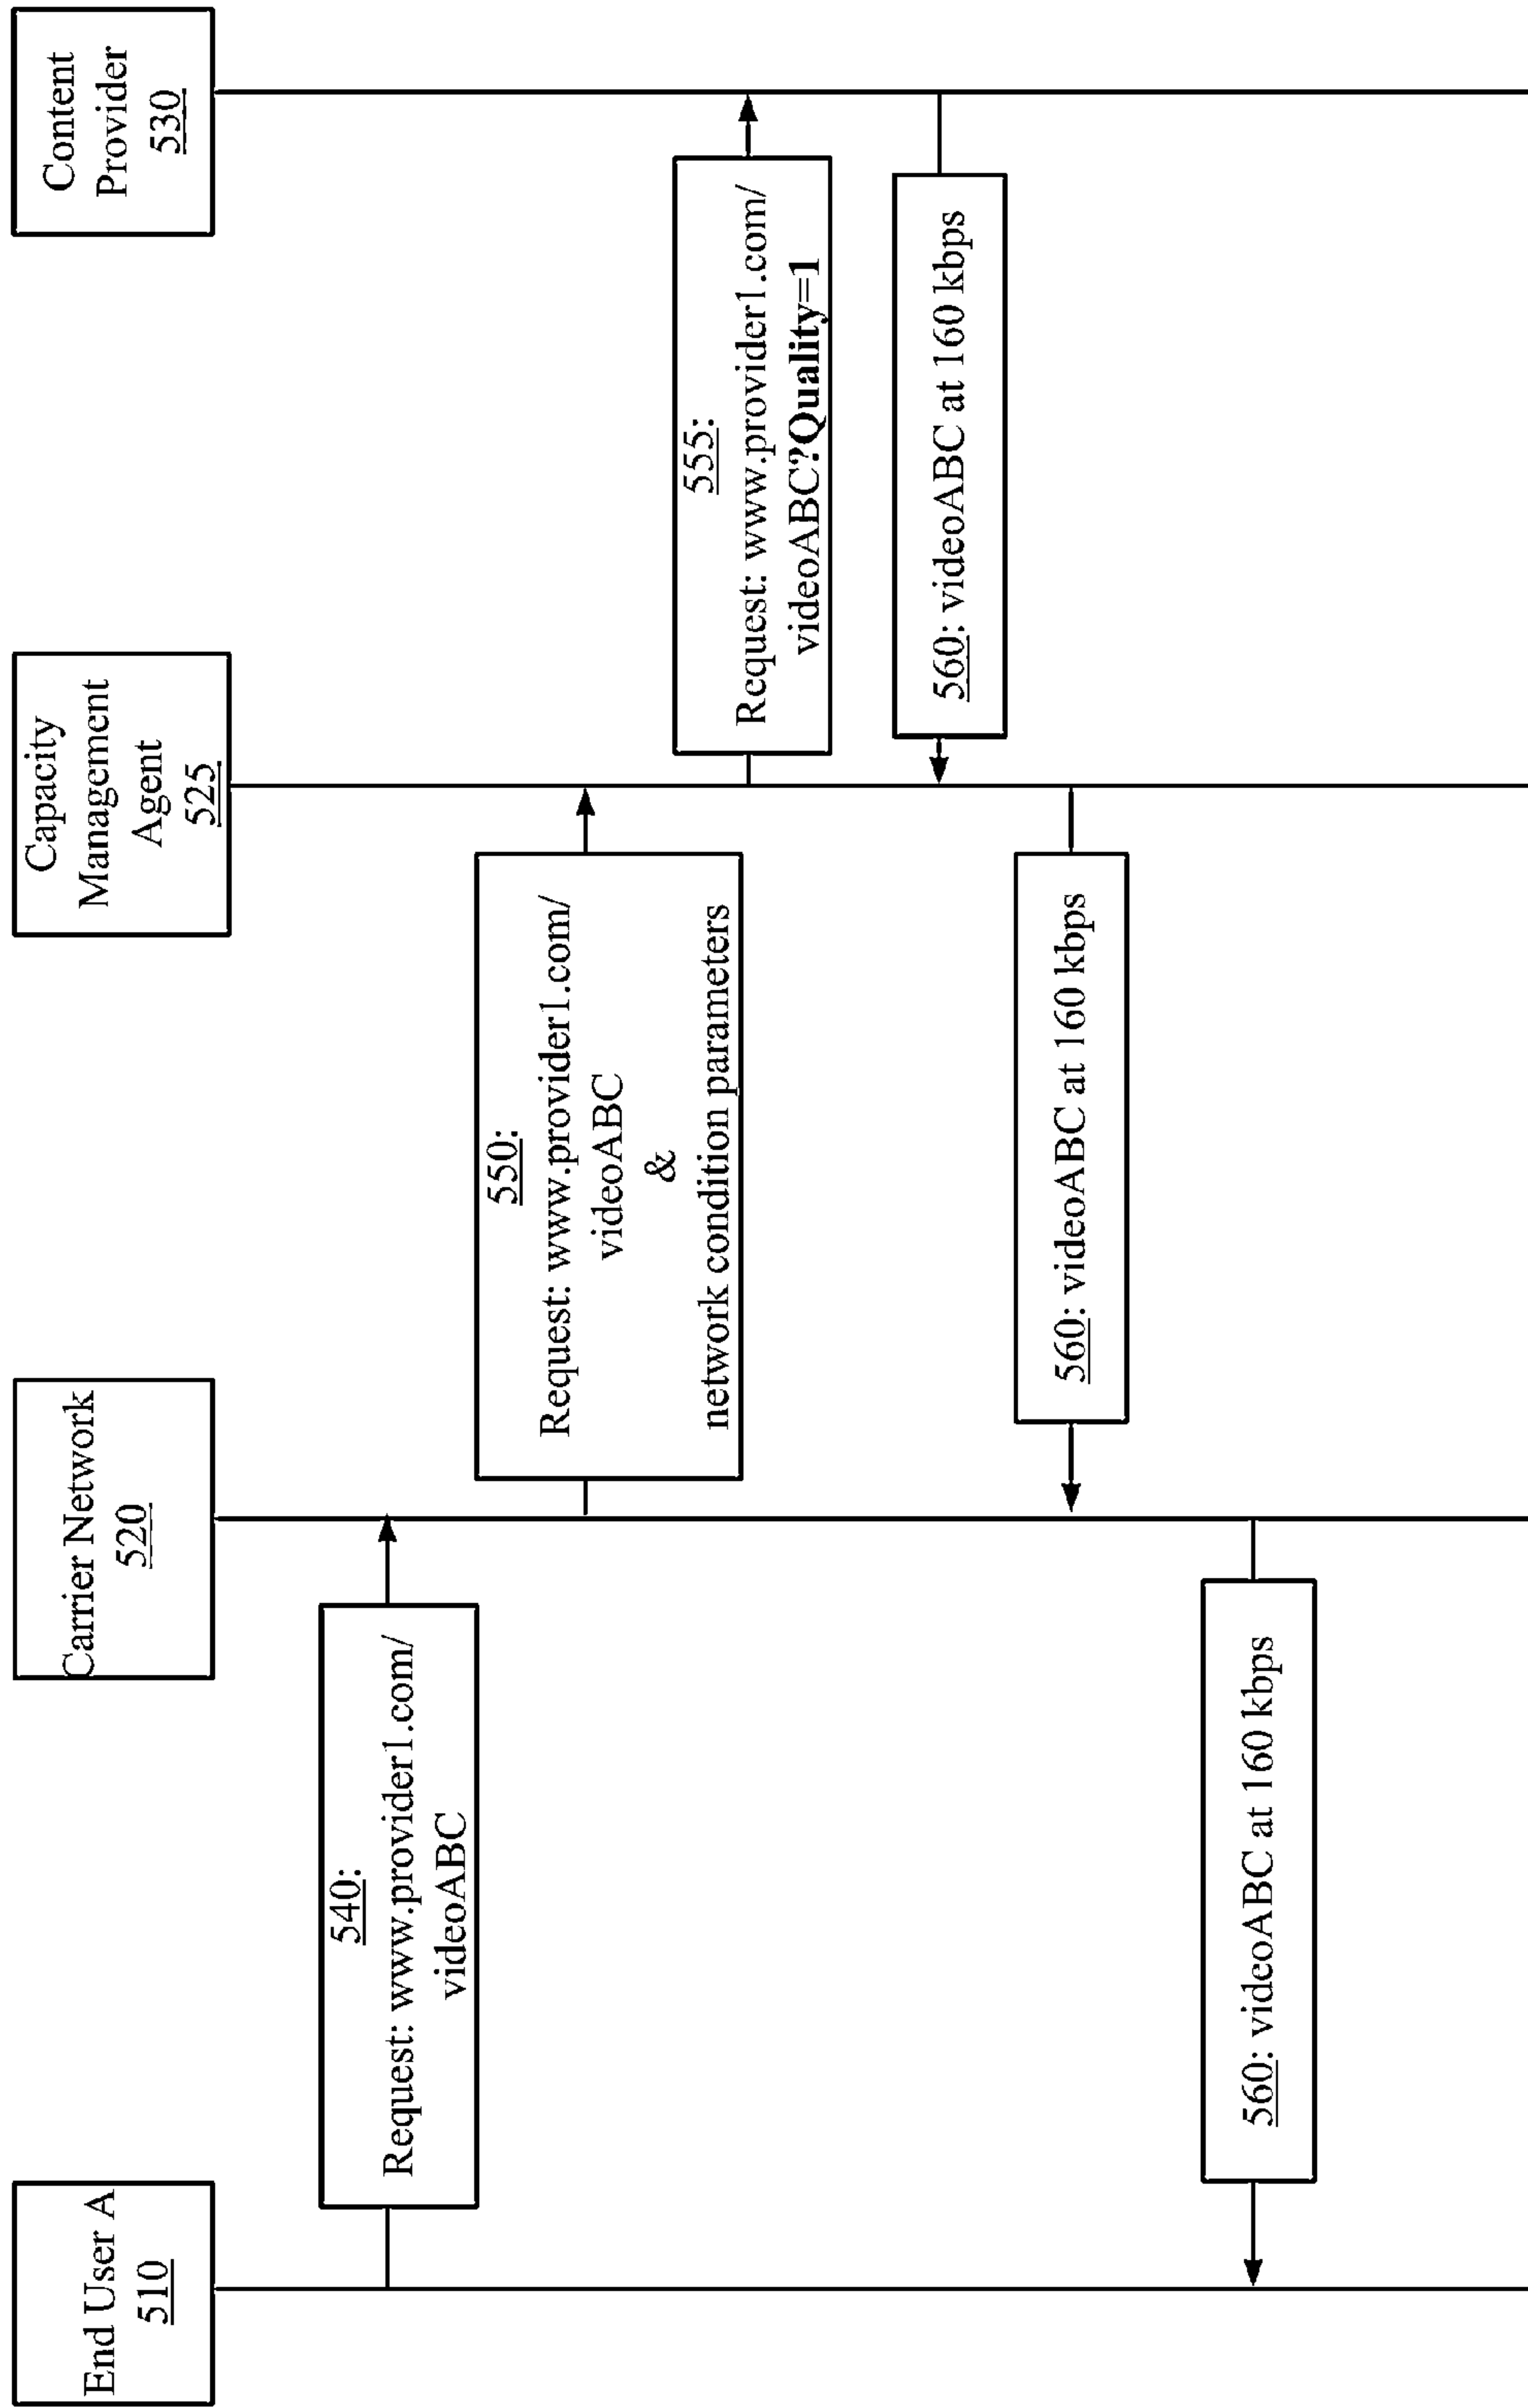 End User A
510
Carrier Network
520
Capacity
Management
Agent
525
Content
Provider
530
540:
Request: www.provider1.com/
videoABC
550:
Request: www.provider1.com/
videoABC
&
network condition parameters
555:
Request: www.provider1.com/
videoABC?Quality=1
560: videoABC at 160 kbps
560: videoABC at 160 kbps
560: videoABC at 160 kbps